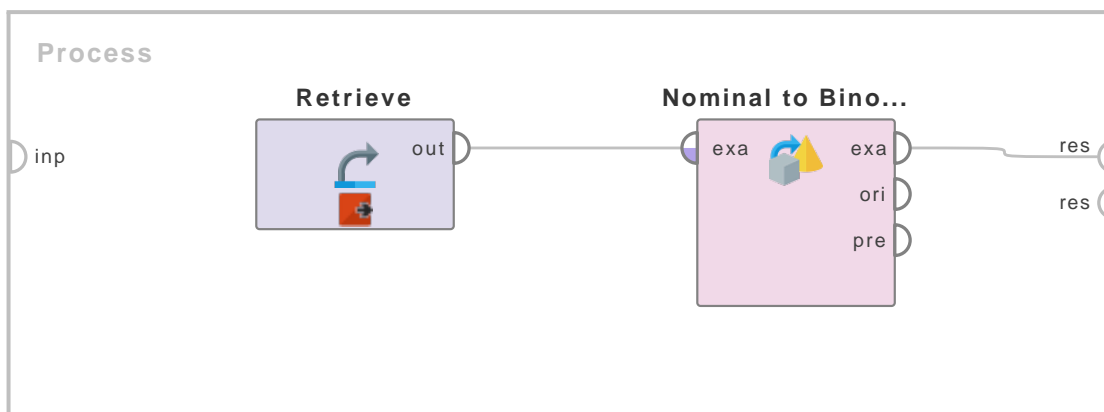 Process
Retrieve
Nominal to Bino...
inp
out
exa
exa
res
ori
res
pre